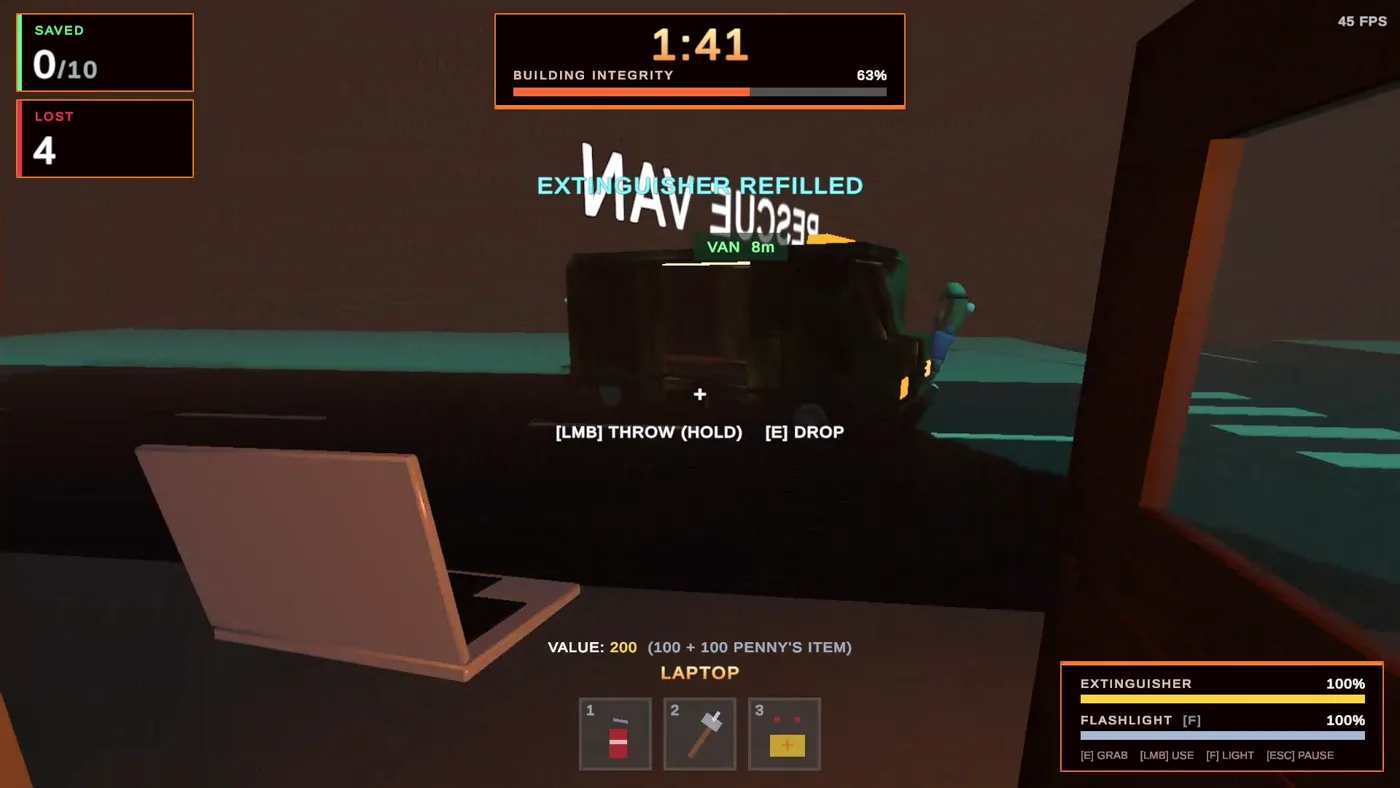 SAVED
0/10
LOST
4
1:41
BUILDING INTEGRITY 63%
45 FPS
EXTINGUISHER REFILLED
RESCUE VAN
VAN 8m
+
[LMB] THROW (HOLD) [E] DROP
VALUE: 200 (100 + 100 PENNY'S ITEM)
LAPTOP
1
2
3
EXTINGUISHER 100%
FLASHLIGHT [F] 100%
[E] GRAB [LMB] USE [F] LIGHT [ESC] PAUSE